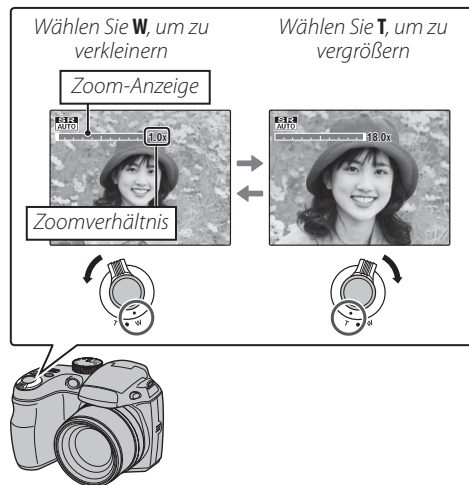 Wählen Sie W, um zu
verkleinern
Wählen Sie T, um zu
vergrößern
Zoom-Anzeige
SR
AUTO
1.0x
Zoomverhältnis
SR
AUTO
18.0x
T W
T W